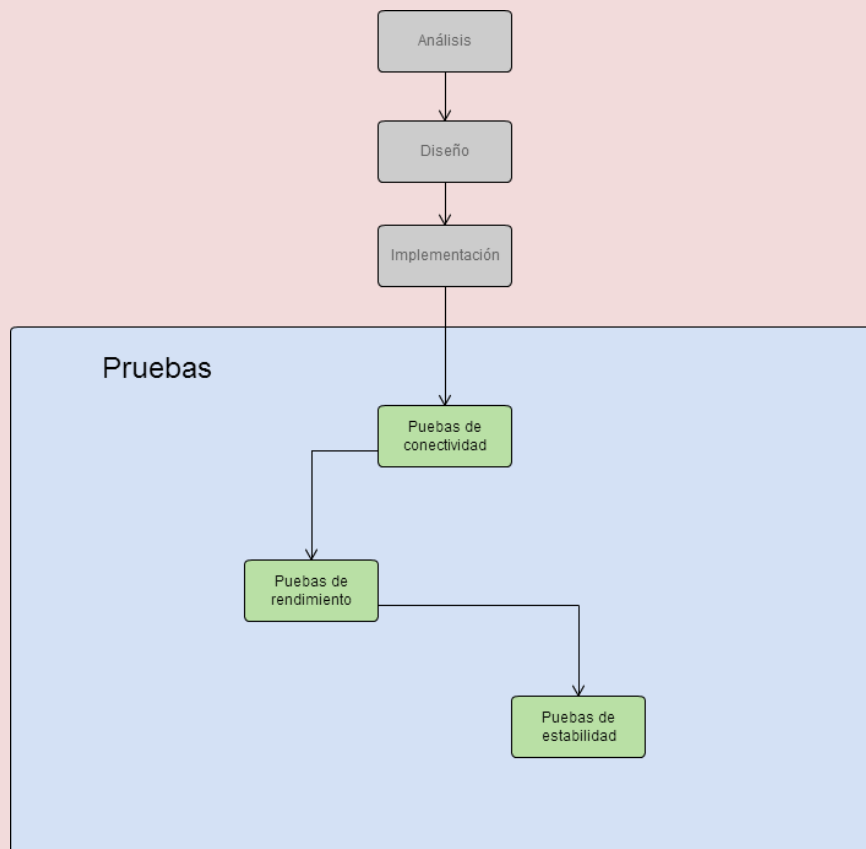 Análisis
Diseño
Implementación
Pruebas
Puebas de
conectividad
Puebas de
rendimiento
Puebas de
estabilidad